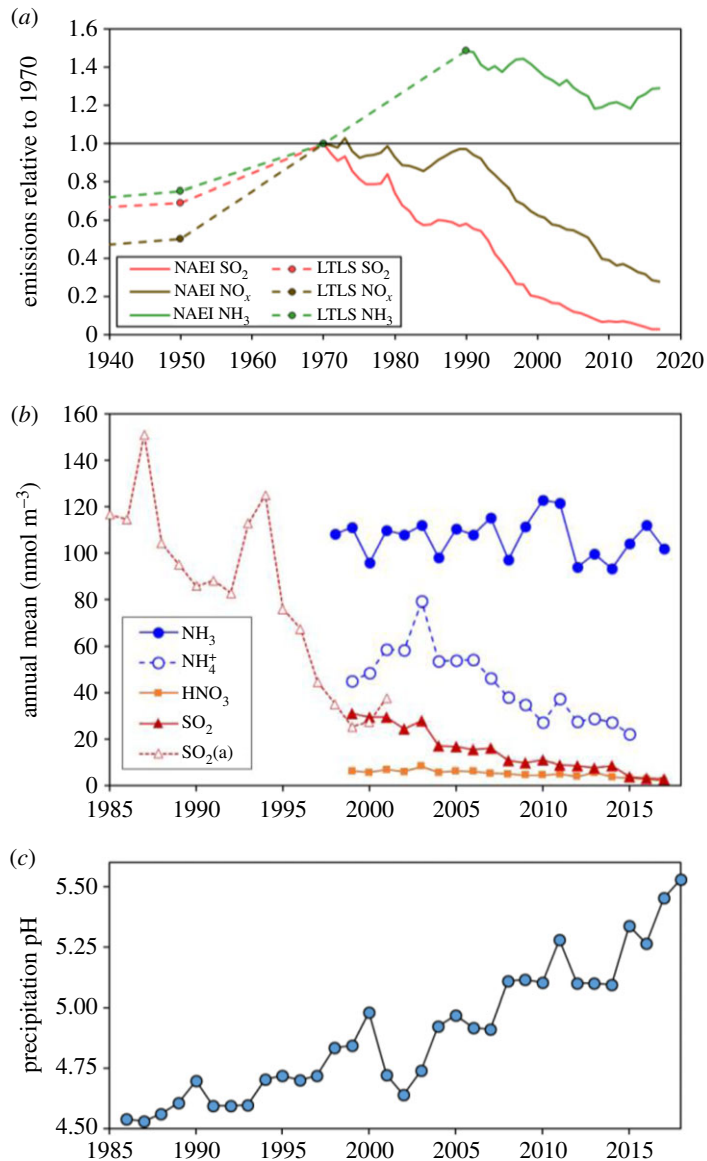 (a)
1.6
1.4
1.2
1.0
0.8
0.6
0.4
0.2
0
emissions relative to 1970
NAEI SO₂
LTLS SO₂
NAEI NOₓ
LTLS NOₓ
NAEI NH₃
LTLS NH₃
1940 1950 1960 1970 1980 1990 2000 2010 2020
(b)
160
140
120
100
80
60
40
20
0
annual mean (nmol m⁻³)
NH₃
NH₄⁺
HNO₃
SO₂
SO₂(a)
1985 1990 1995 2000 2005 2010 2015
(c)
5.50
5.25
5.00
4.75
4.50
precipitation pH
1985 1990 1995 2000 2005 2010 2015